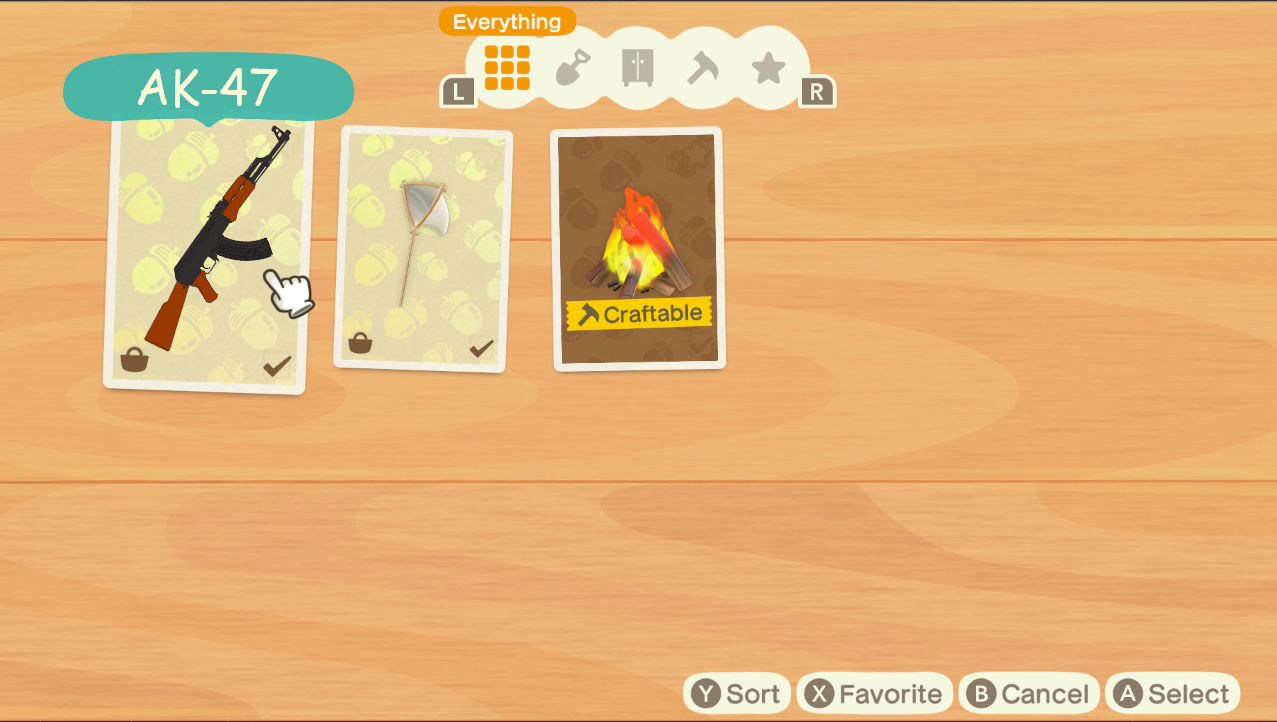 Everything
L
R
AK-47
Craftable
Y Sort X Favorite B Cancel A Select